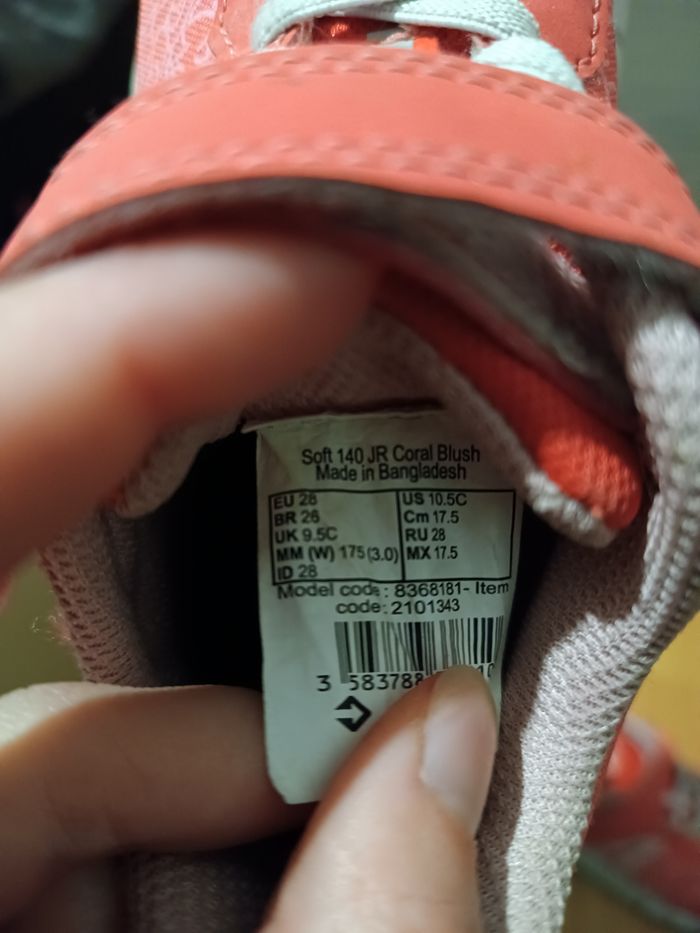 Soft 140 JR Coral Blush
Made in Bangladesh
EU 28 US 10.5C
BR 26 Cm 17.5
UK 9.5C RU 28
MM (W) 175(3.0) MX 17.5
ID 28
Model code: 8368181- Item
code: 2101343
3 583788